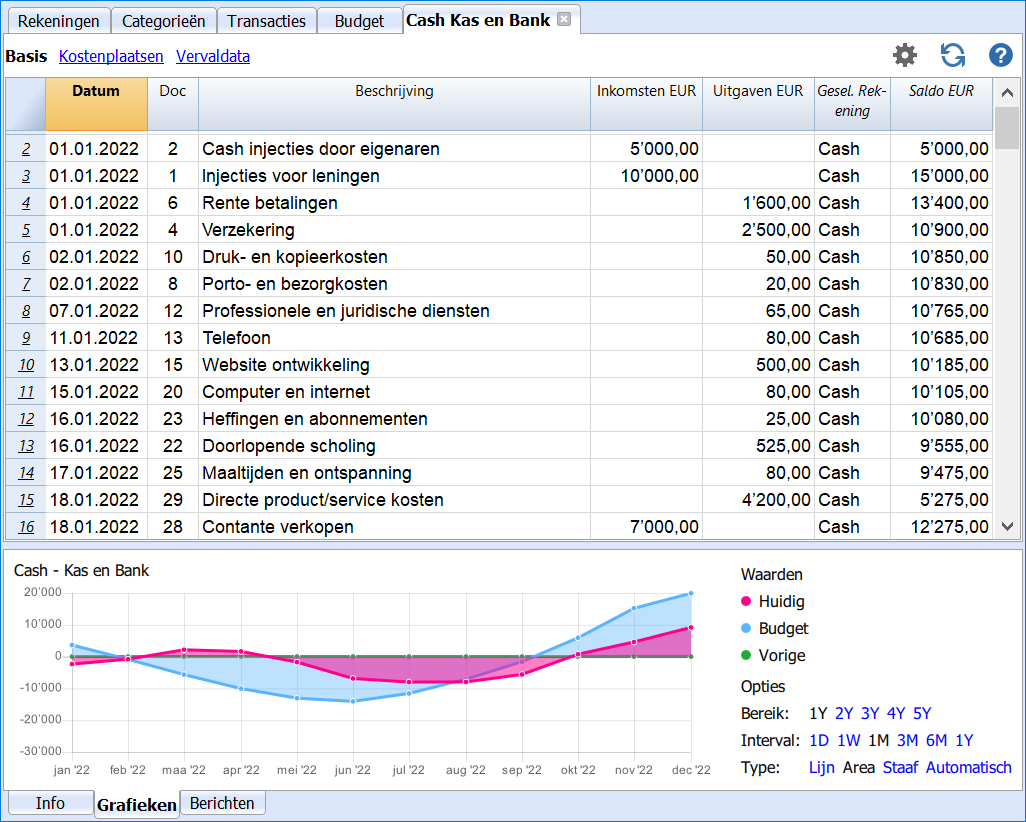 Rekeningen Categorieën Transacties Budget Cash Kas en Bank
Basis Kostenplaatsen Vervaldata
Datum Doc Beschrijving Inkomsten EUR Uitgaven EUR Gesel. Rek- Saldo EUR
ening
2 01.01.2022 2 Cash injecties door eigenaren 5’000,00 Cash 5’000,00
3 01.01.2022 1 Injecties voor leningen 10’000,00 Cash 15’000,00
4 01.01.2022 6 Rente betalingen 1’600,00 Cash 13’400,00
5 01.01.2022 4 Verzekering 2’500,00 Cash 10’900,00
6 02.01.2022 10 Druk- en kopieerkosten 50,00 Cash 10’850,00
7 02.01.2022 8 Porto- en bezorgkosten 20,00 Cash 10’830,00
8 07.01.2022 12 Professionele en juridische diensten 65,00 Cash 10’765,00
9 11.01.2022 13 Telefoon 80,00 Cash 10’685,00
10 13.01.2022 15 Website ontwikkeling 500,00 Cash 10’185,00
11 15.01.2022 20 Computer en internet 80,00 Cash 10’105,00
12 16.01.2022 23 Heffingen en abonnementen 25,00 Cash 10’080,00
13 16.01.2022 22 Doorlopende scholing 525,00 Cash 9’555,00
14 17.01.2022 25 Maaltijden en ontspanning 80,00 Cash 9’475,00
15 18.01.2022 29 Directe product/service kosten 4’200,00 Cash 5’275,00
16 18.01.2022 28 Contante verkopen 7’000,00 Cash 12’275,00
Cash - Kas en Bank
20'000
10'000
0
-10'000
-20'000
-30'000
jan '22 feb '22 maa '22 apr '22 mei '22 jun '22 jul '22 aug '22 sep '22 okt '22 nov '22 dec '22
Waarden
Huidig
Budget
Vorige
Opties
Bereik: 1Y 2Y 3Y 4Y 5Y
Interval: 1D 1W 1M 3M 6M 1Y
Type: Lijn Area Staaf Automatisch
Info Grafieken Berichten